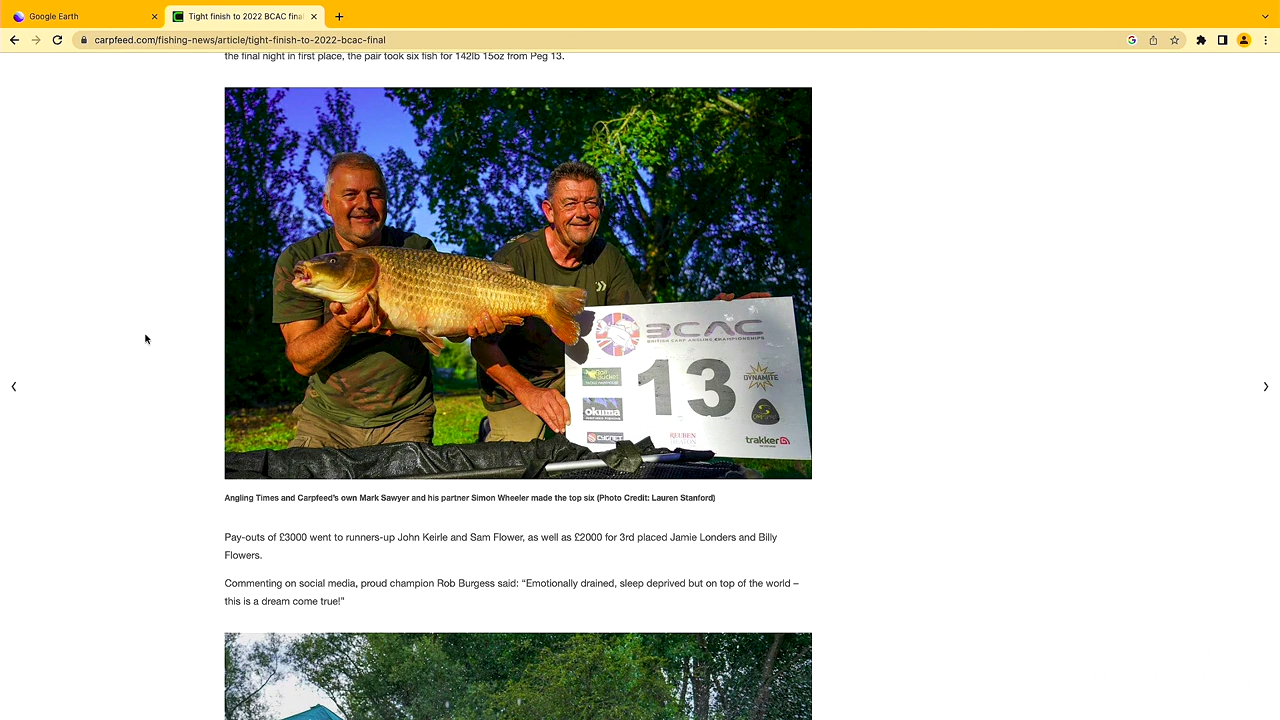 Google Earth
Tight finish to 2022 BCAC fina
carpfeed.com/fishing-news/article/tight-finish-to-2022-bcac-final
the final night in first place, the pair took six fish for 142lb 15oz from Peg 13.
BCAC
BRITISH CARP ANGLING CHAMPIONSHIPS
13
DYNAMITE
okuma
CYGNET
REUBEN
trakker
Angling Times and Carpfeed's own Mark Sawyer and his partner Simon Wheeler made the top six (Photo Credit: Lauren Stanford)
Pay-outs of £3000 went to runners-up John Keirle and Sam Flower, as well as £2000 for 3rd placed Jamie Londers and Billy
Flowers.
Commenting on social media, proud champion Rob Burgess said: “Emotionally drained, sleep deprived but on top of the world –
this is a dream come true!”